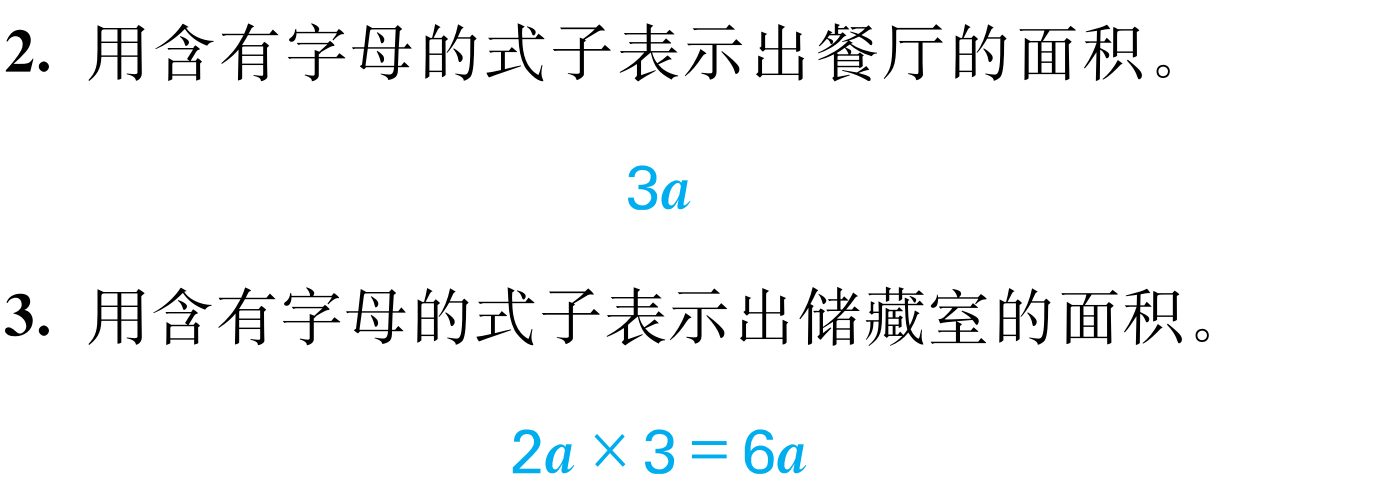 2. 用含有字母的式子表示出餐厅的面积。
3a
3. 用含有字母的式子表示出储藏室的面积。
2a × 3 = 6a